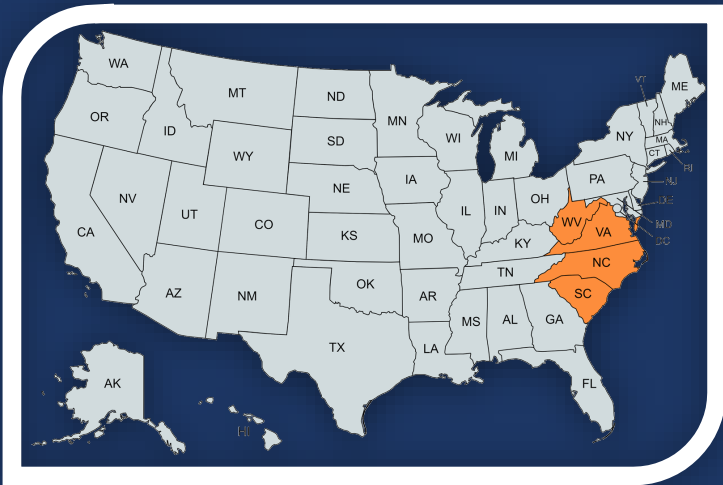 WA
MT
ND
MN
VT
ME
OR
ID
SD
WI
MI
NY
NH
MA
CT
RI
WY
IA
NE
PA
NJ
NV
UT
CO
IL
IN
OH
DE
MD
DC
CA
KS
MO
KY
WV
VA
AZ
NM
OK
AR
TN
NC
SC
TX
LA
MS
AL
GA
FL
AK
HI